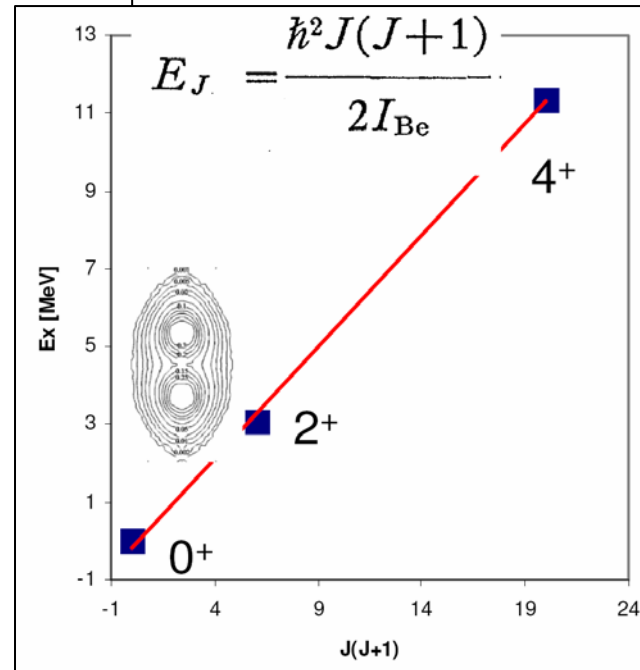 13
E_J = ħ²J(J+1) / 2I_Be
11
4⁺
9
7
Ex [MeV]
5
3
2⁺
1
0⁺
-1
-1 4 9 14 19 24
J(J+1)